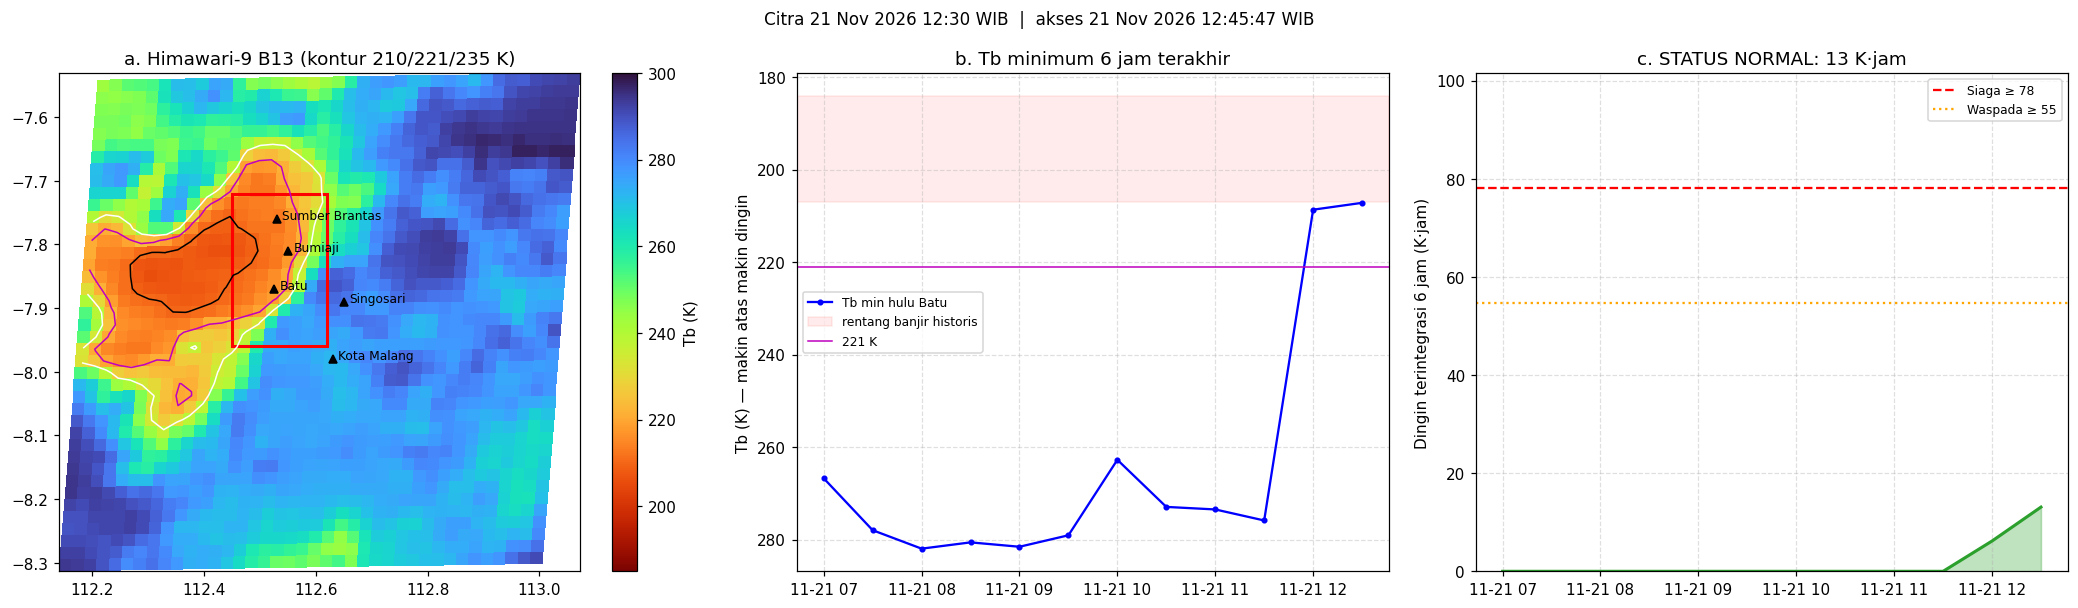 Citra 21 Nov 2026 12:30 WIB | akses 21 Nov 2026 12:45:47 WIB
a. Himawari-9 B13 (kontur 210/221/235 K)
−7.6
−7.7
−7.8
−7.9
−8.0
−8.1
−8.2
−8.3
112.2
112.4
112.6
112.8
113.0
Sumber Brantas
Bumiaji
Batu
Singosari
Kota Malang
300
280
260
240
220
200
Tb (K)
b. Tb minimum 6 jam terakhir
Tb (K) — makin atas makin dingin
180
200
220
240
260
280
Tb min hulu Batu
rentang banjir historis
221 K
11-21 07
11-21 08
11-21 09
11-21 10
11-21 11
11-21 12
c. STATUS NORMAL: 13 K·jam
Dingin terintegrasi 6 jam (K·jam)
100
80
60
40
20
0
Siaga ≥ 78
Waspada ≥ 55
11-21 07
11-21 08
11-21 09
11-21 10
11-21 11
11-21 12